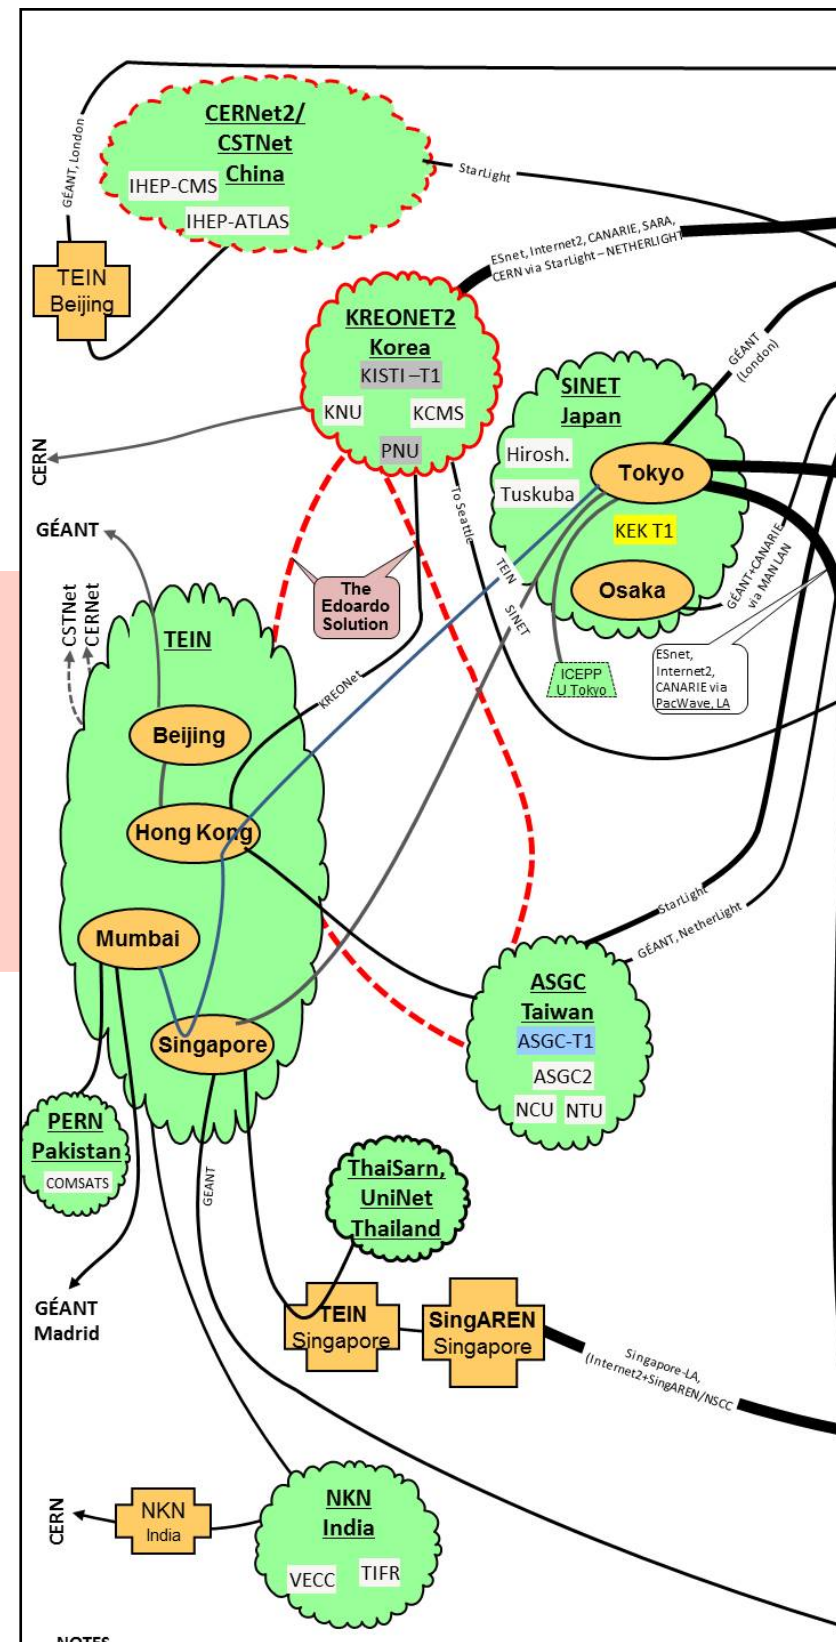 CERNet2/
CSTNet
China
IHEP-CMS
IHEP-ATLAS
GÉANT, London
StarLight
TEIN
Beijing
ESnet, Internet2, CANARIE, SARA,
CERN via StarLight – NETHERLIGHT
KREONET2
Korea
KISTI –T1
KNU
KCMS
PNU
CERN
GÉANT
(London)
SINET
Japan
Hirosh.
Tokyo
Tuskuba
KEK T1
Osaka
To Seattle
TEIN
SINET
GÉANT+CANARIE
via MAN LAN
GÉANT
CSTNet
CERNet
The
Edoardo
Solution
TEIN
ICEPP
U Tokyo
ESnet,
Internet2,
CANARIE via
PacWave, LA
KREONet
Beijing
Hong Kong
Mumbai
Singapore
StarLight
GÉANT, NetherLight
ASGC
Taiwan
ASGC-T1
ASGC2
NCU
NTU
PERN
Pakistan
COMSATS
GÉANT
ThaiSarn,
UniNet
Thailand
GÉANT
Madrid
TEIN
Singapore
SingAREN
Singapore
Singapore-LA,
(Internet2+SingAREN/NSCC
CERN
NKN
India
NKN
India
VECC
TIFR
NOTES